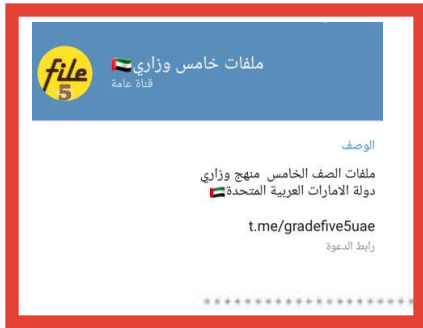 file
5
ملفات خامس وزاري🇦🇪
قناة عامة
الوصف
ملفات الصف الخامس منهج وزاري
دولة الامارات العربية المتحدة🇦🇪
t.me/gradefive5uae
رابط الدعوة